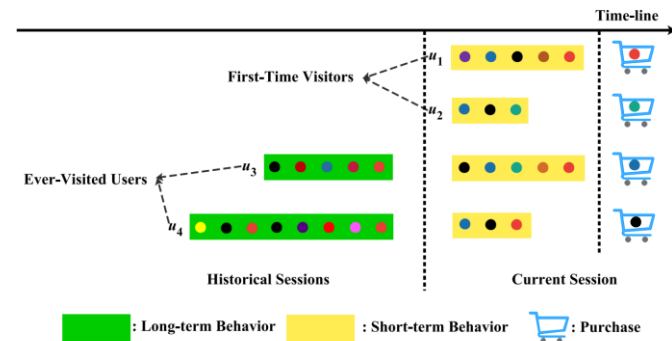 Time-line
u1
First-Time Visitors
u2
u3
Ever-Visited Users
u4
Historical Sessions
Current Session
: Long-term Behavior
: Short-term Behavior
: Purchase